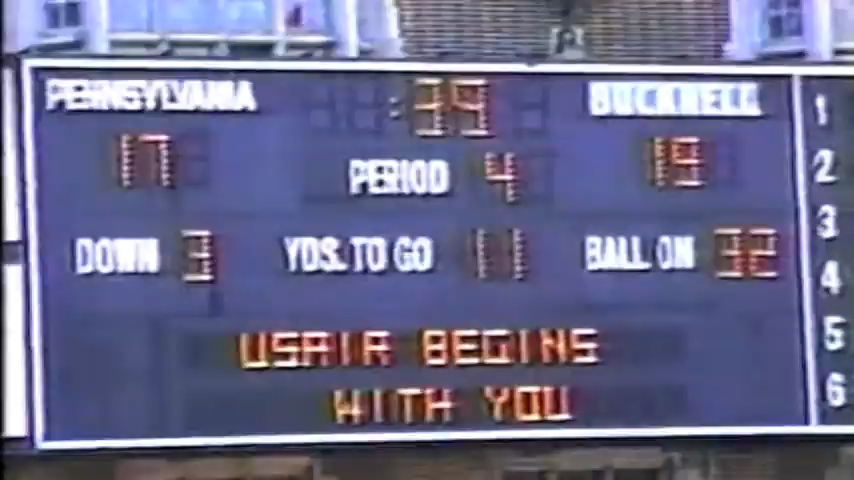 PENNSYLVANIA :39 BUCKNELL 1
17 PERIOD 4 19 2
3
DOWN 3 YDS. TO GO 11 BALL ON 32
4
USAIR BEGINS 5
WITH YOU 6